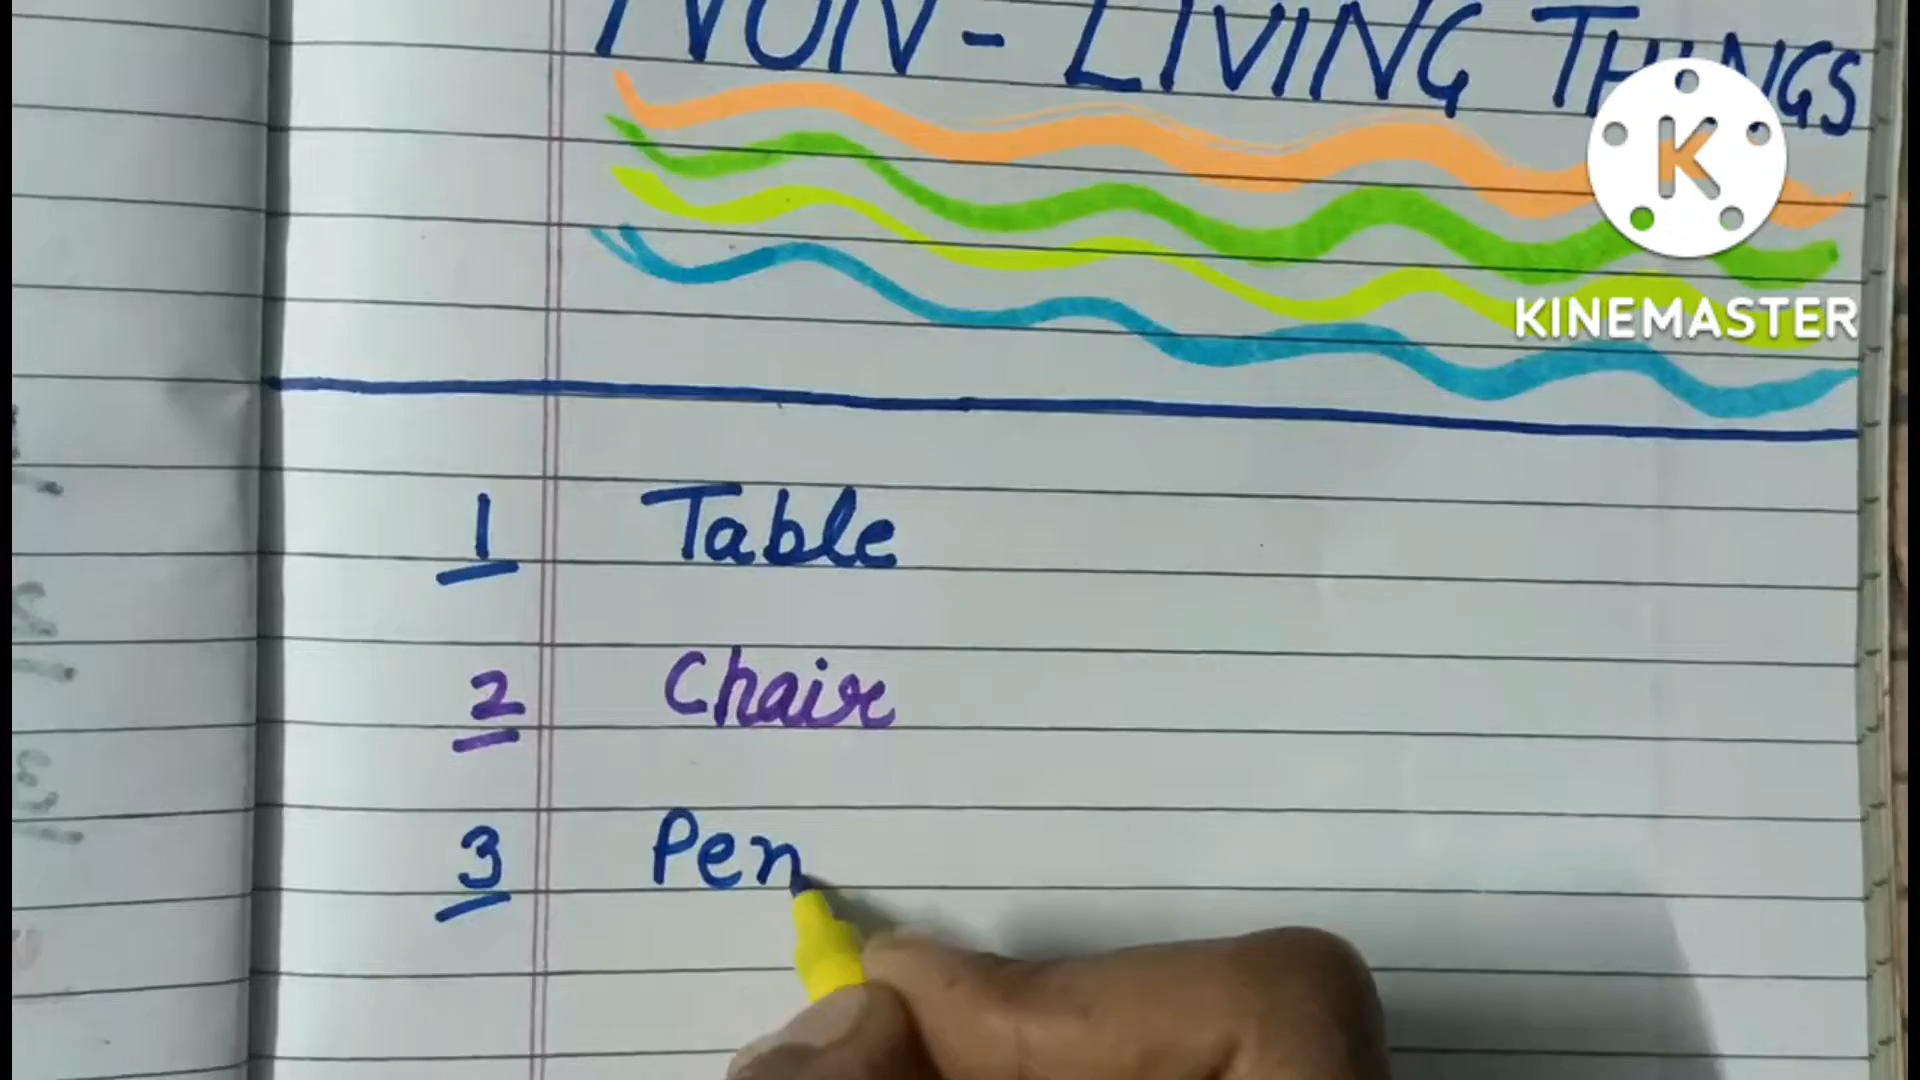 NON - LIVING THINGS
K
KINEMASTER
1 Table
2 Chair
3 Pen